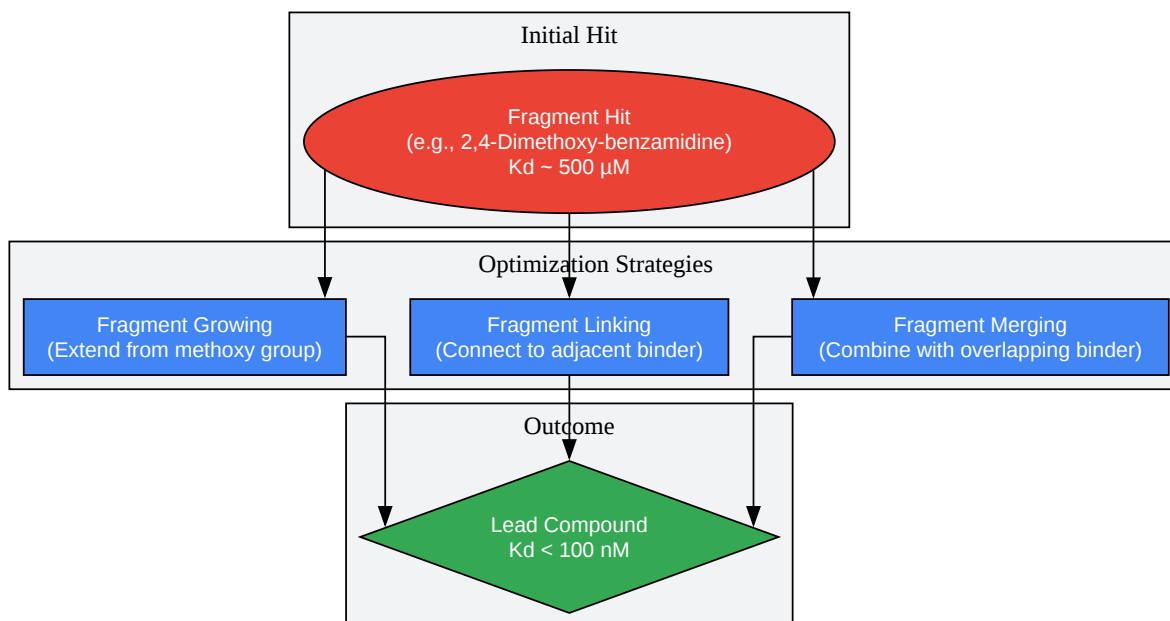 Initial Hit
Fragment Hit
(e.g., 2,4-Dimethoxy-benzamidine)
Kd ~ 500 µM
Optimization Strategies
Fragment Growing
(Extend from methoxy group)
Fragment Linking
(Connect to adjacent binder)
Fragment Merging
(Combine with overlapping binder)
Outcome
Lead Compound
Kd < 100 nM